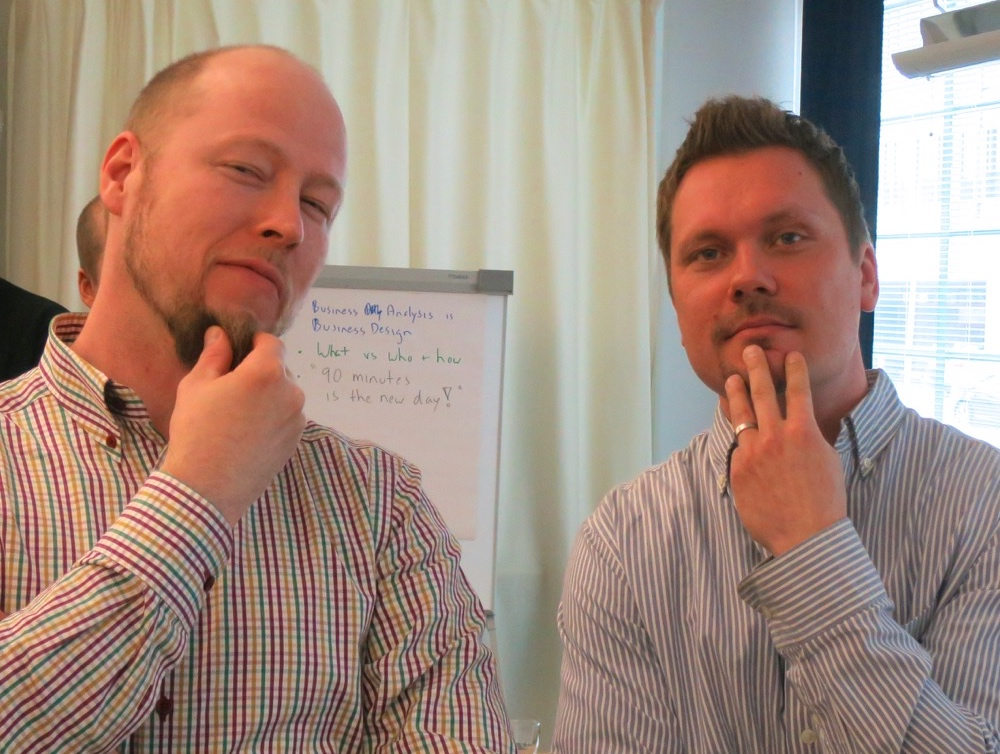 Business Analysis is
Business Design
• What vs who + how
• "90 minutes
is the new day!"